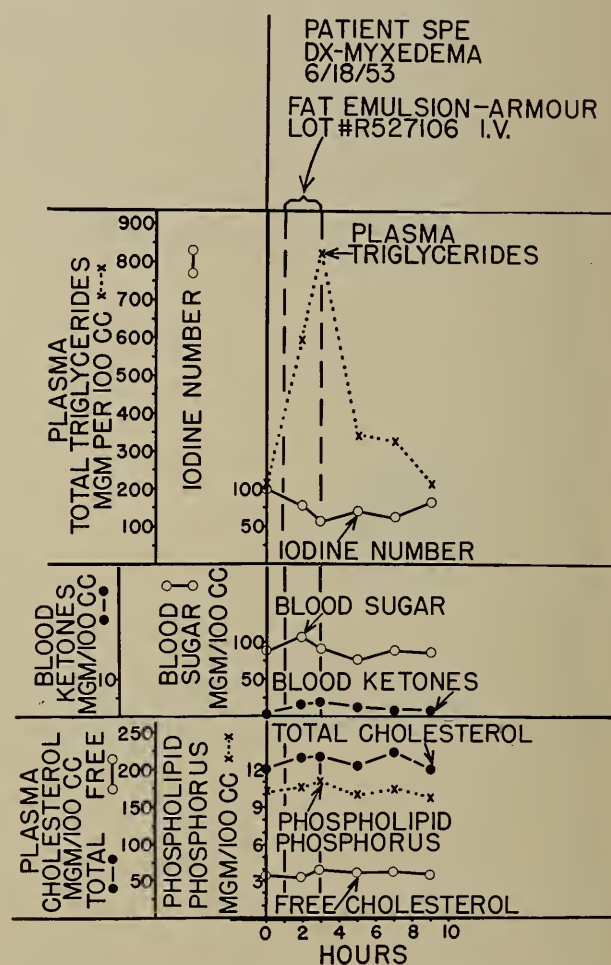 PATIENT SPE
DX-MYXEDEMA
6/18/53
FAT EMULSION-ARMOUR
LOT #R527106 I.V.
PLASMA
TOTAL TRIGLYCERIDES
MGM PER 100 CC
900
800
700
600
500
400
300
200
100
IODINE NUMBER
100
50
PLASMA
TRIGLYCERIDES
IODINE NUMBER
BLOOD
KETONES
MGM/100 CC
10
BLOOD
SUGAR
MGM/100 CC
100
50
BLOOD SUGAR
BLOOD KETONES
PLASMA
CHOLESTEROL
MGM/100 CC
TOTAL FREE
250
200
150
100
50
PHOSPHOLIPID
PHOSPHORUS
MGM/100 CC
12
9
6
3
TOTAL CHOLESTEROL
PHOSPHOLIPID
PHOSPHORUS
FREE CHOLESTEROL
0 2 4 6 8 10
HOURS